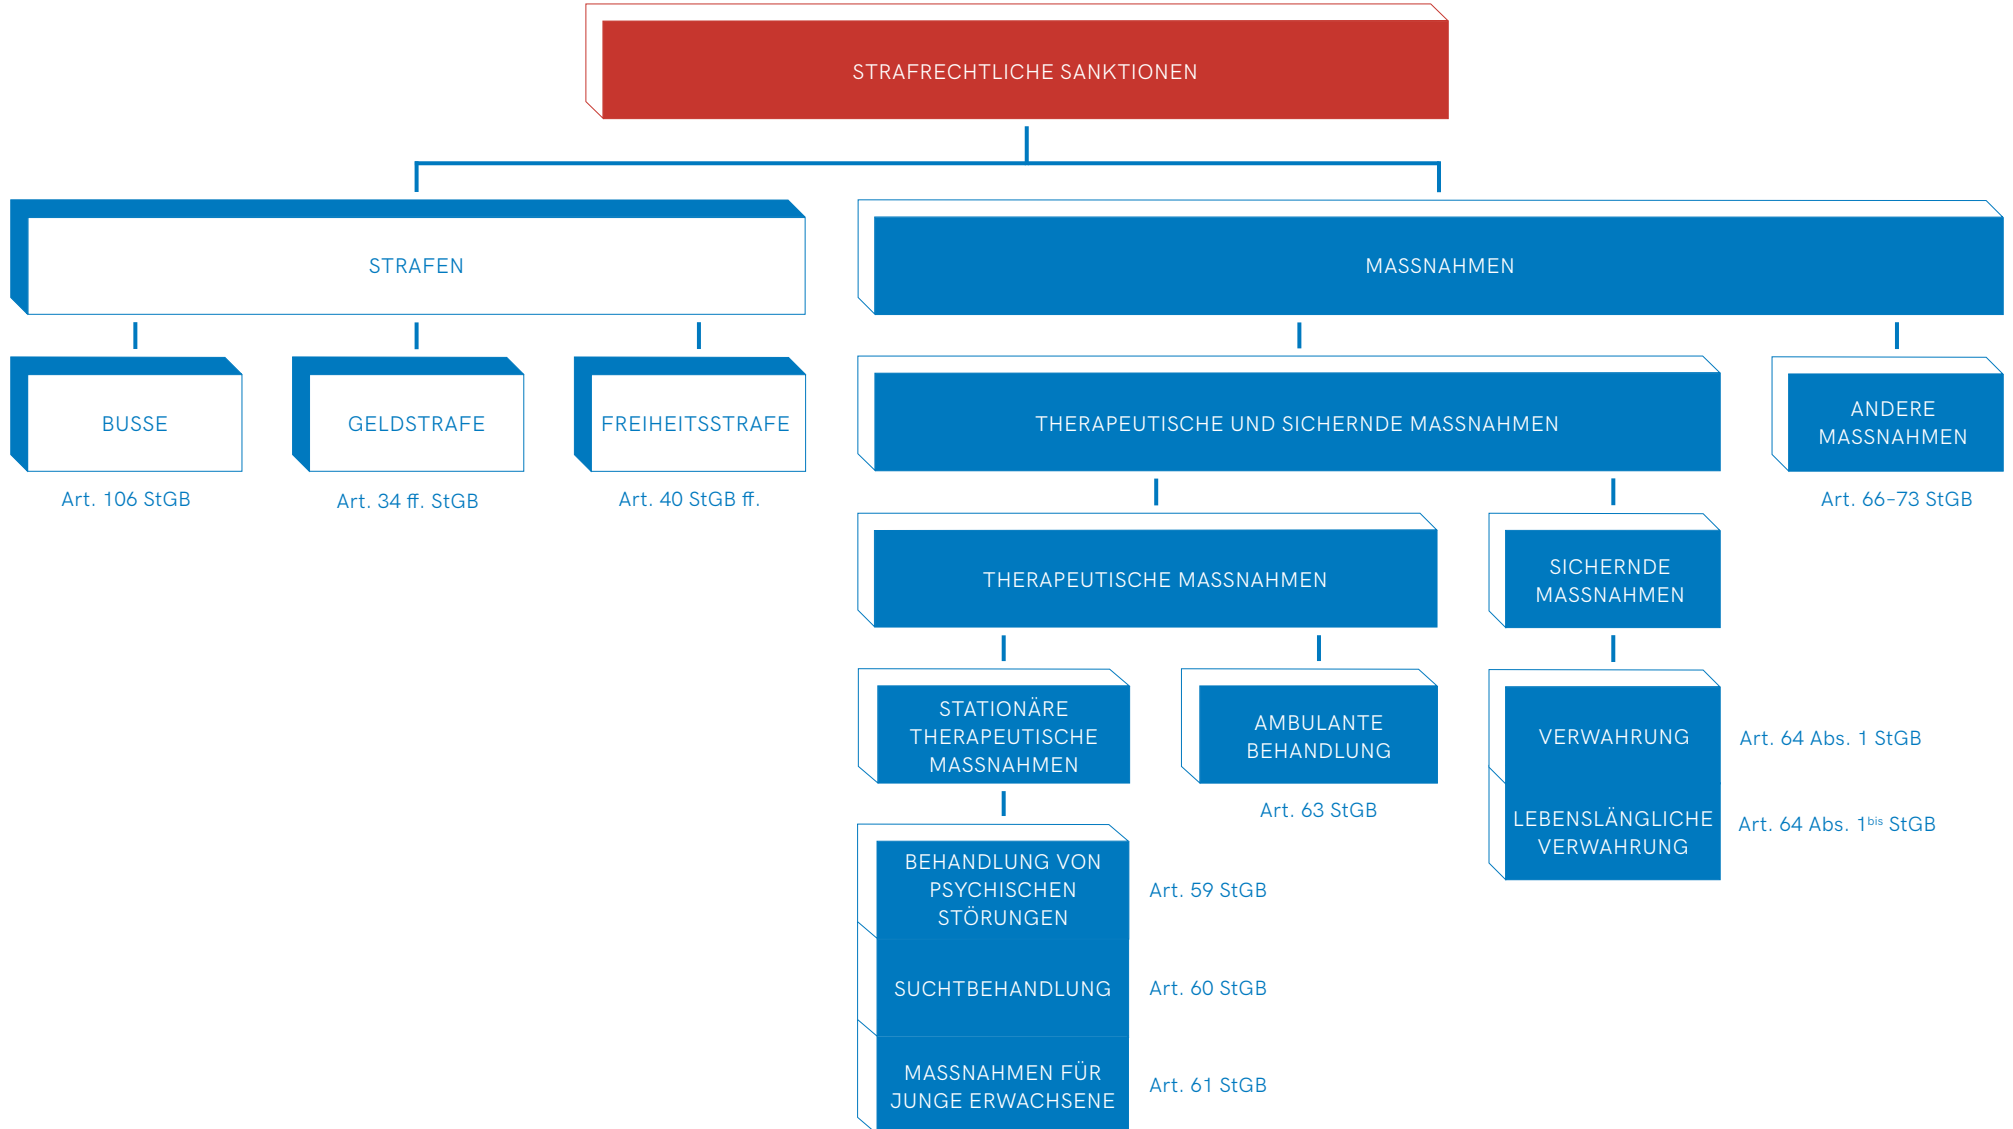 STRAFRECHTLICHE SANKTIONEN
STRAFEN
MASSNAHMEN
BUSSE
GELDSTRAFE
FREIHEITSSTRAFE
THERAPEUTISCHE UND SICHERNDE MASSNAHMEN
ANDERE
MASSNAHMEN
Art. 106 StGB
Art. 34 ff. StGB
Art. 40 StGB ff.
Art. 66–73 StGB
THERAPEUTISCHE MASSNAHMEN
SICHERNDE
MASSNAHMEN
STATIONÄRE
THERAPEUTISCHE
MASSNAHMEN
AMBULANTE
BEHANDLUNG
Art. 63 StGB
VERWAHRUNG
Art. 64 Abs. 1 StGB
LEBENSLÄNGLICHE
VERWAHRUNG
Art. 64 Abs. 1bis StGB
BEHANDLUNG VON
PSYCHISCHEN
STÖRUNGEN
Art. 59 StGB
SUCHTBEHANDLUNG
Art. 60 StGB
MASSNAHMEN FÜR
JUNGE ERWACHSENE
Art. 61 StGB